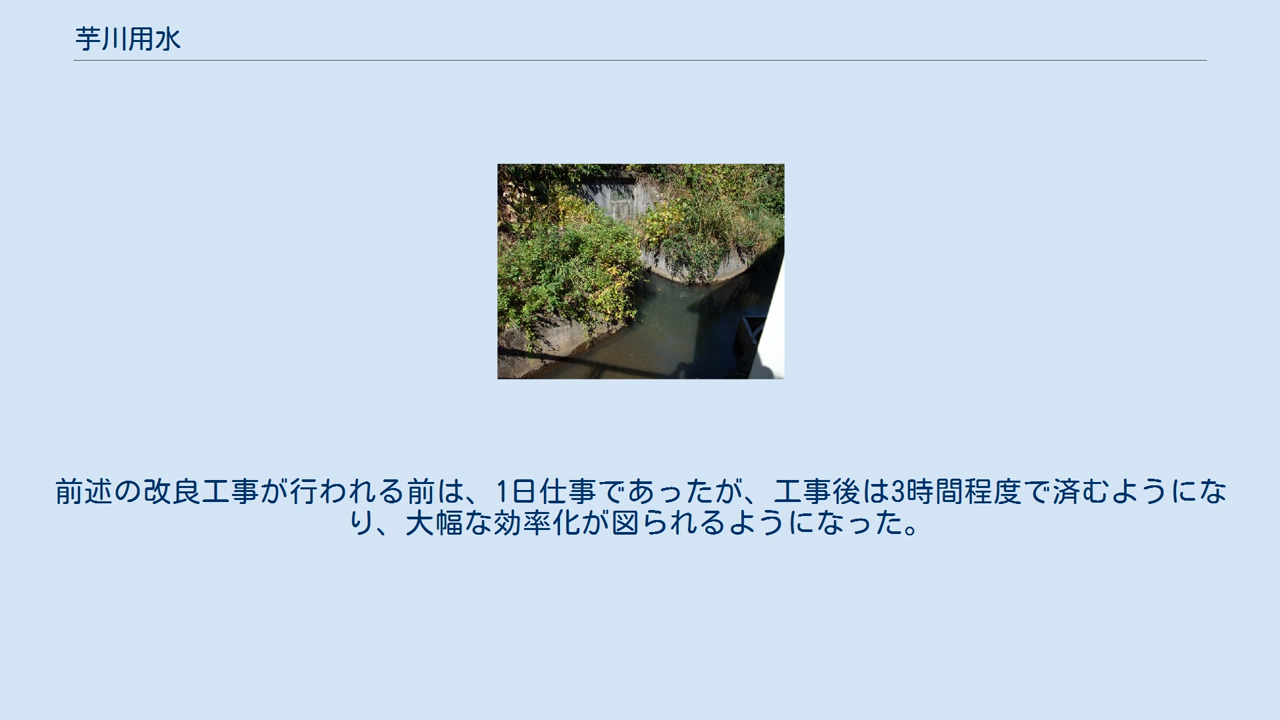 芋川用水
前述の改良工事が行われる前は、1日仕事であったが、工事後は3時間程度で済むようにな
り、大幅な効率化が図られるようになった。